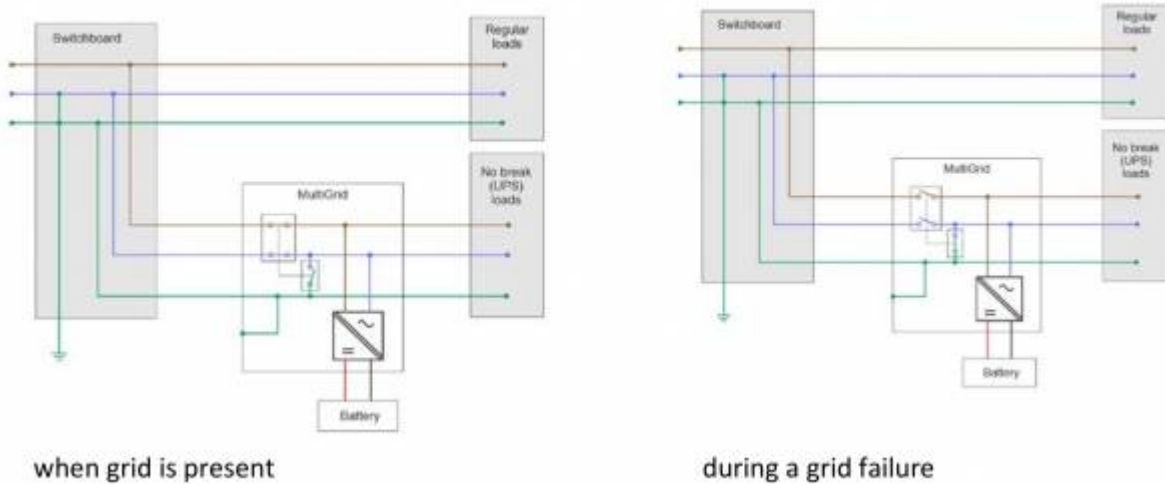 Switchboard
Regular
loads
No break
(UPS)
loads
MultiGrid
Battery
when grid is present
Switchboard
Regular
loads
No break
(UPS)
loads
MultiGrid
Battery
during a grid failure